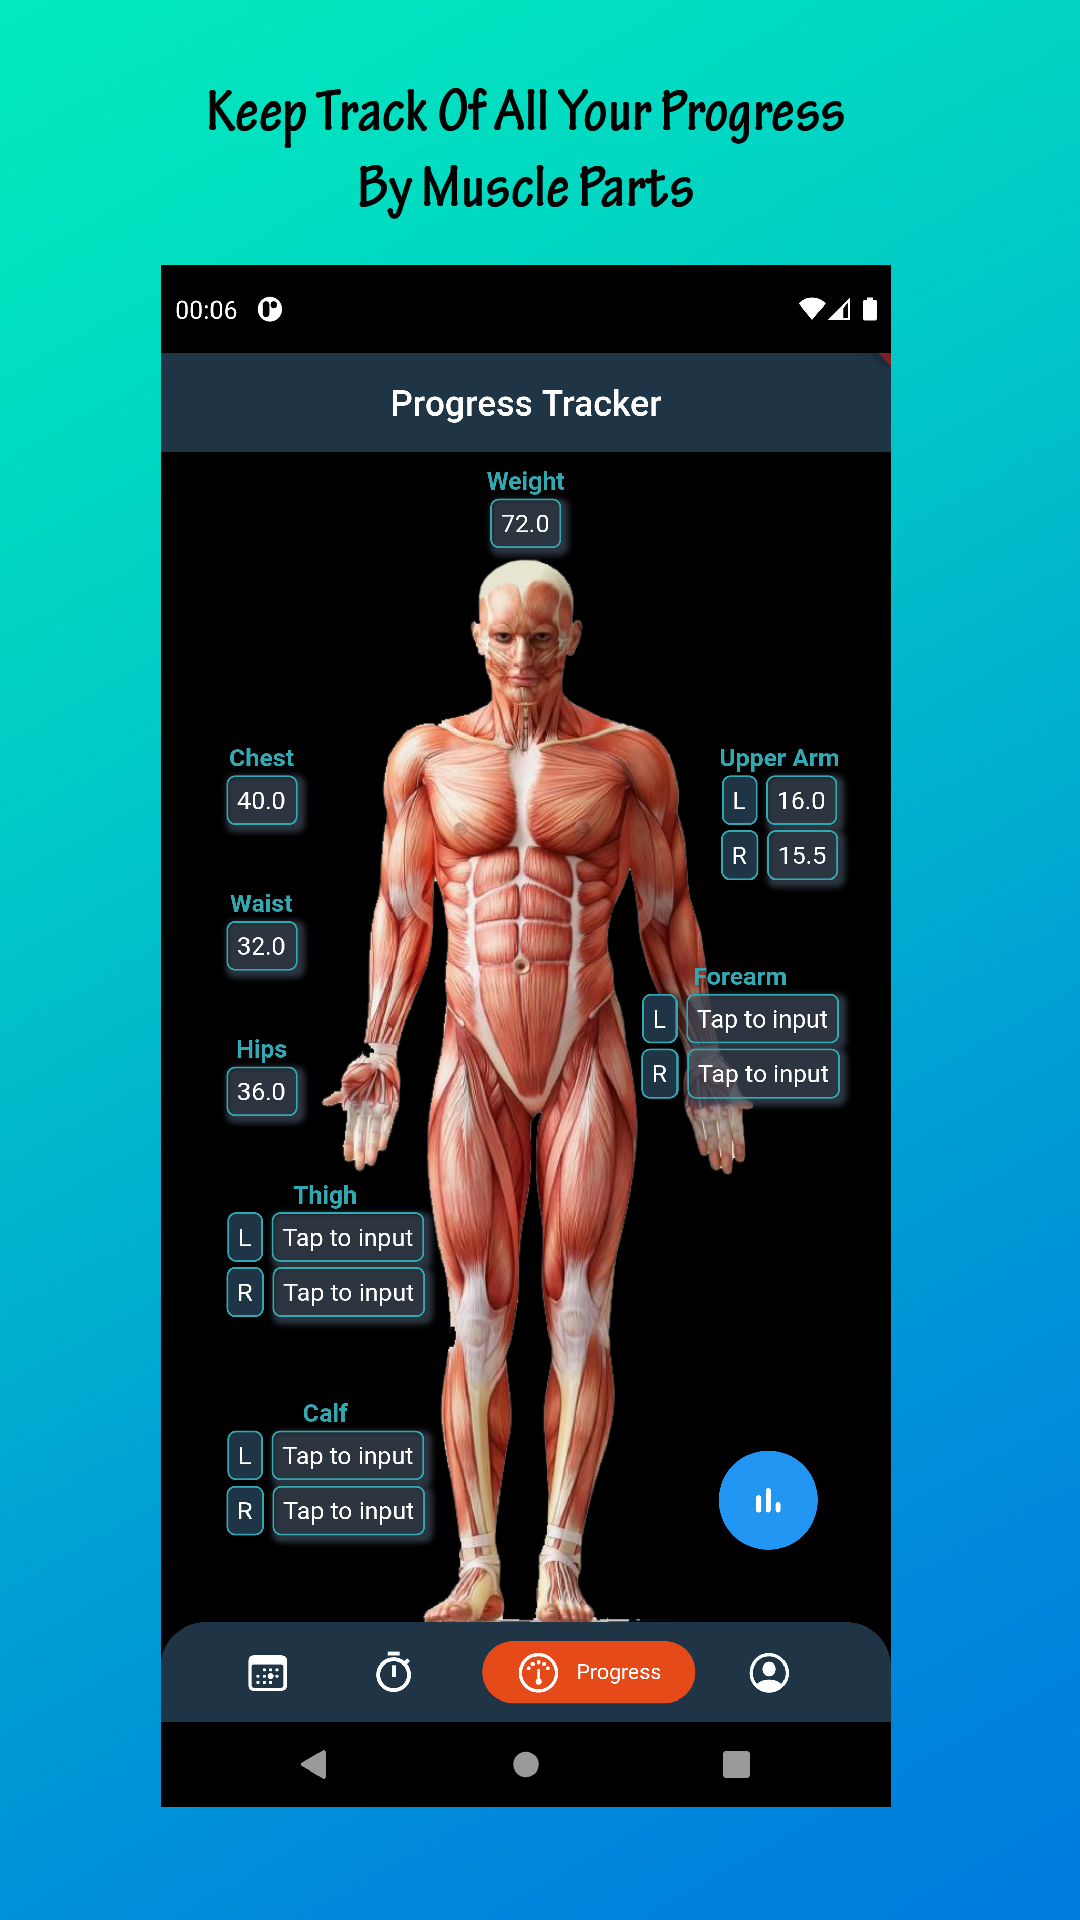 Keep Track Of All Your Progress
By Muscle Parts
00:06
Progress Tracker
Weight
72.0
Chest
40.0
Upper Arm
L 16.0
R 15.5
Waist
32.0
Forearm
L Tap to input
R Tap to input
Hips
36.0
Thigh
L Tap to input
R Tap to input
Calf
L Tap to input
R Tap to input
Progress